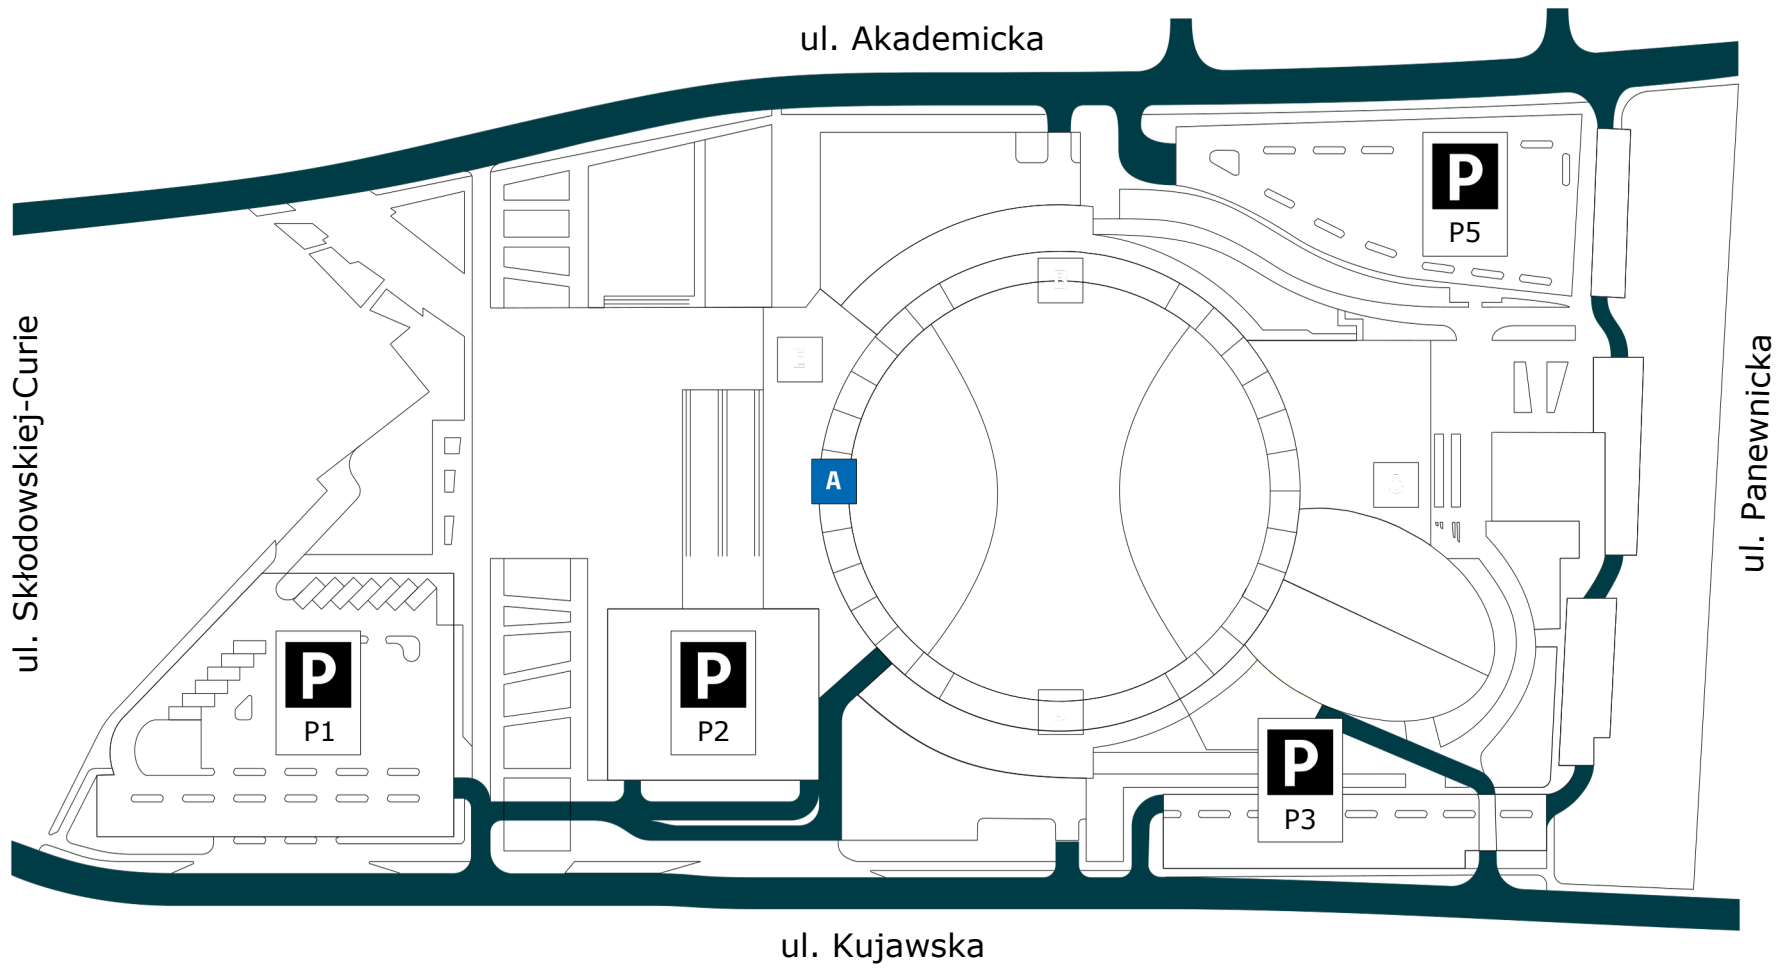 ul. Akademicka
P
P5
ul. Skłodowskiej-Curie
B
ul. Panewnicka
A
C
P
P1
P
P2
P
P3
ul. Kujawska